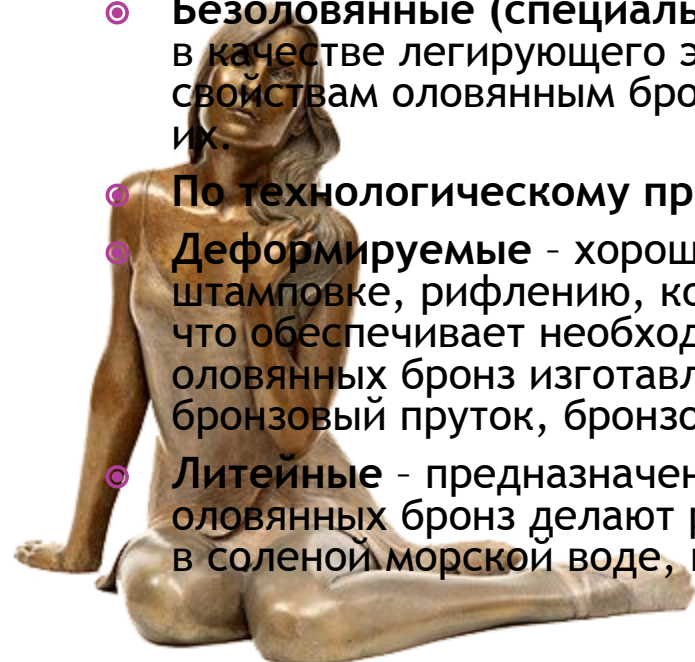 Безоловянные (специаль
в качестве легирующего э
свойствам оловянным бро
их.
По технологическому пр
Деформируемые – хорош
штамповке, рифлению, ко
что обеспечивает необход
оловянных бронз изготавл
бронзовый пруток, бронзо
Литейные – предназначен
оловянных бронз делают р
в соленой морской воде,